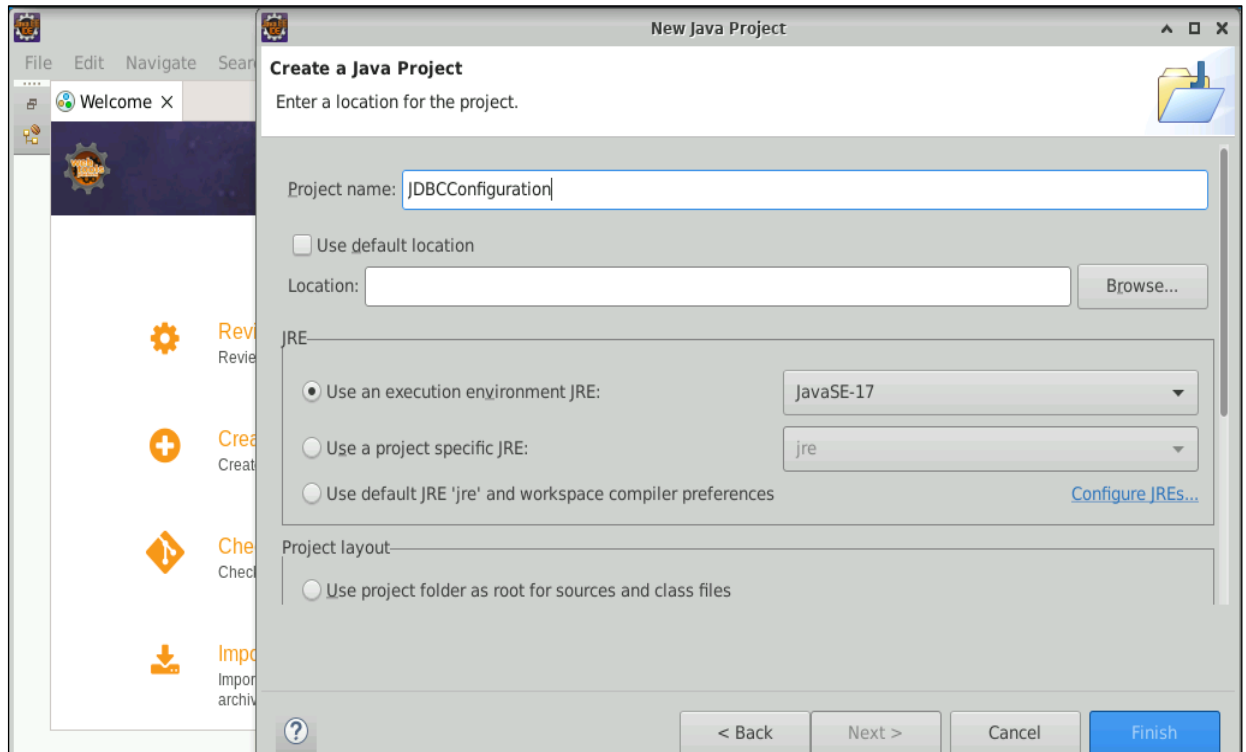 New Java Project
File Edit Navigate Sear
Create a Java Project
Enter a location for the project.
Welcome
Project name: JDBCConfiguration
Use default location
Location: Browse...
JRE
Use an execution environment JRE: JavaSE-17
Use a project specific JRE: jre
Use default JRE 'jre' and workspace compiler preferences Configure JREs...
Project layout
Use project folder as root for sources and class files
Revi
Revie
Crea
Creat
Che
Check
Impo
Impor
archiv
? < Back Next > Cancel Finish